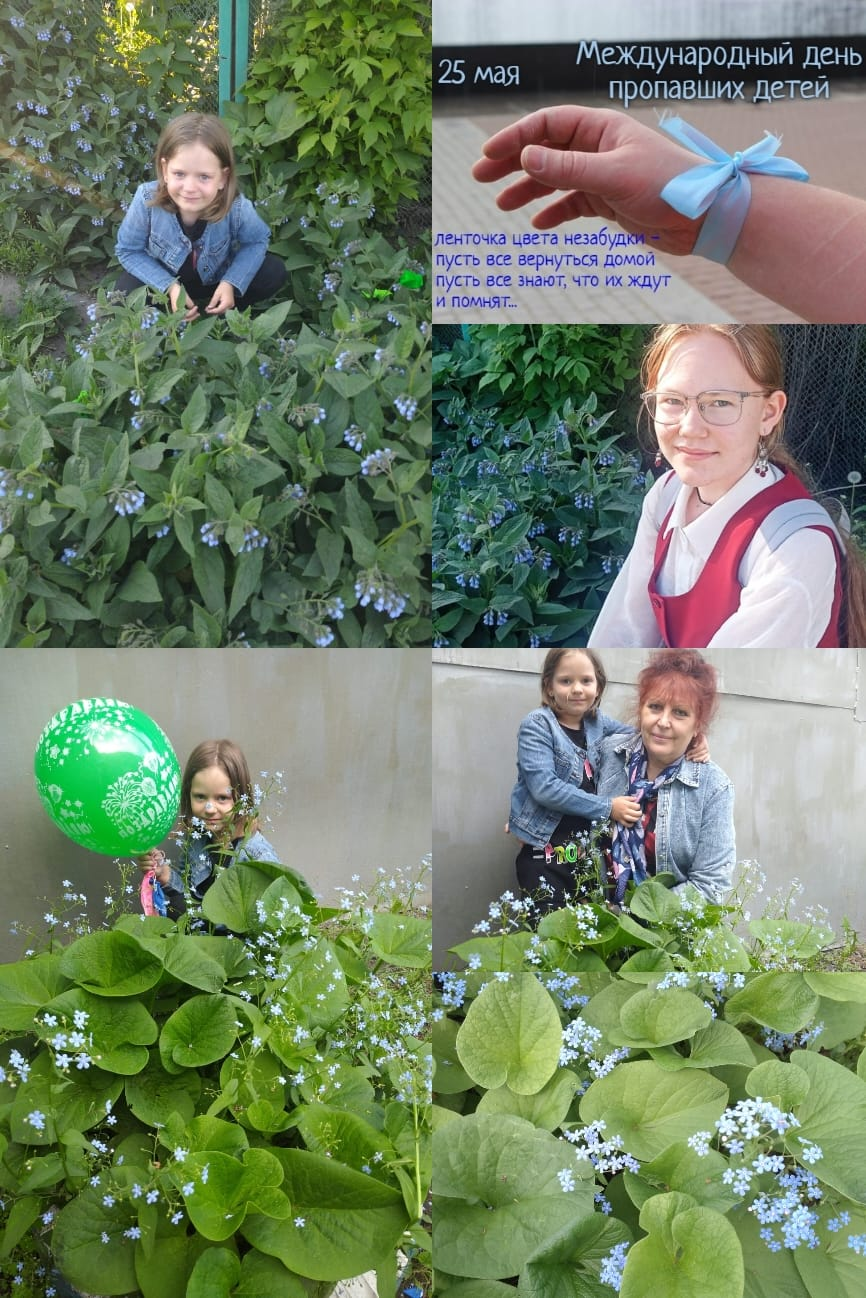 25 мая
Международный день
пропавших детей
ленточка цвета незабудки –
пусть все вернуться домой
пусть все знают, что их ждут
и помнят...